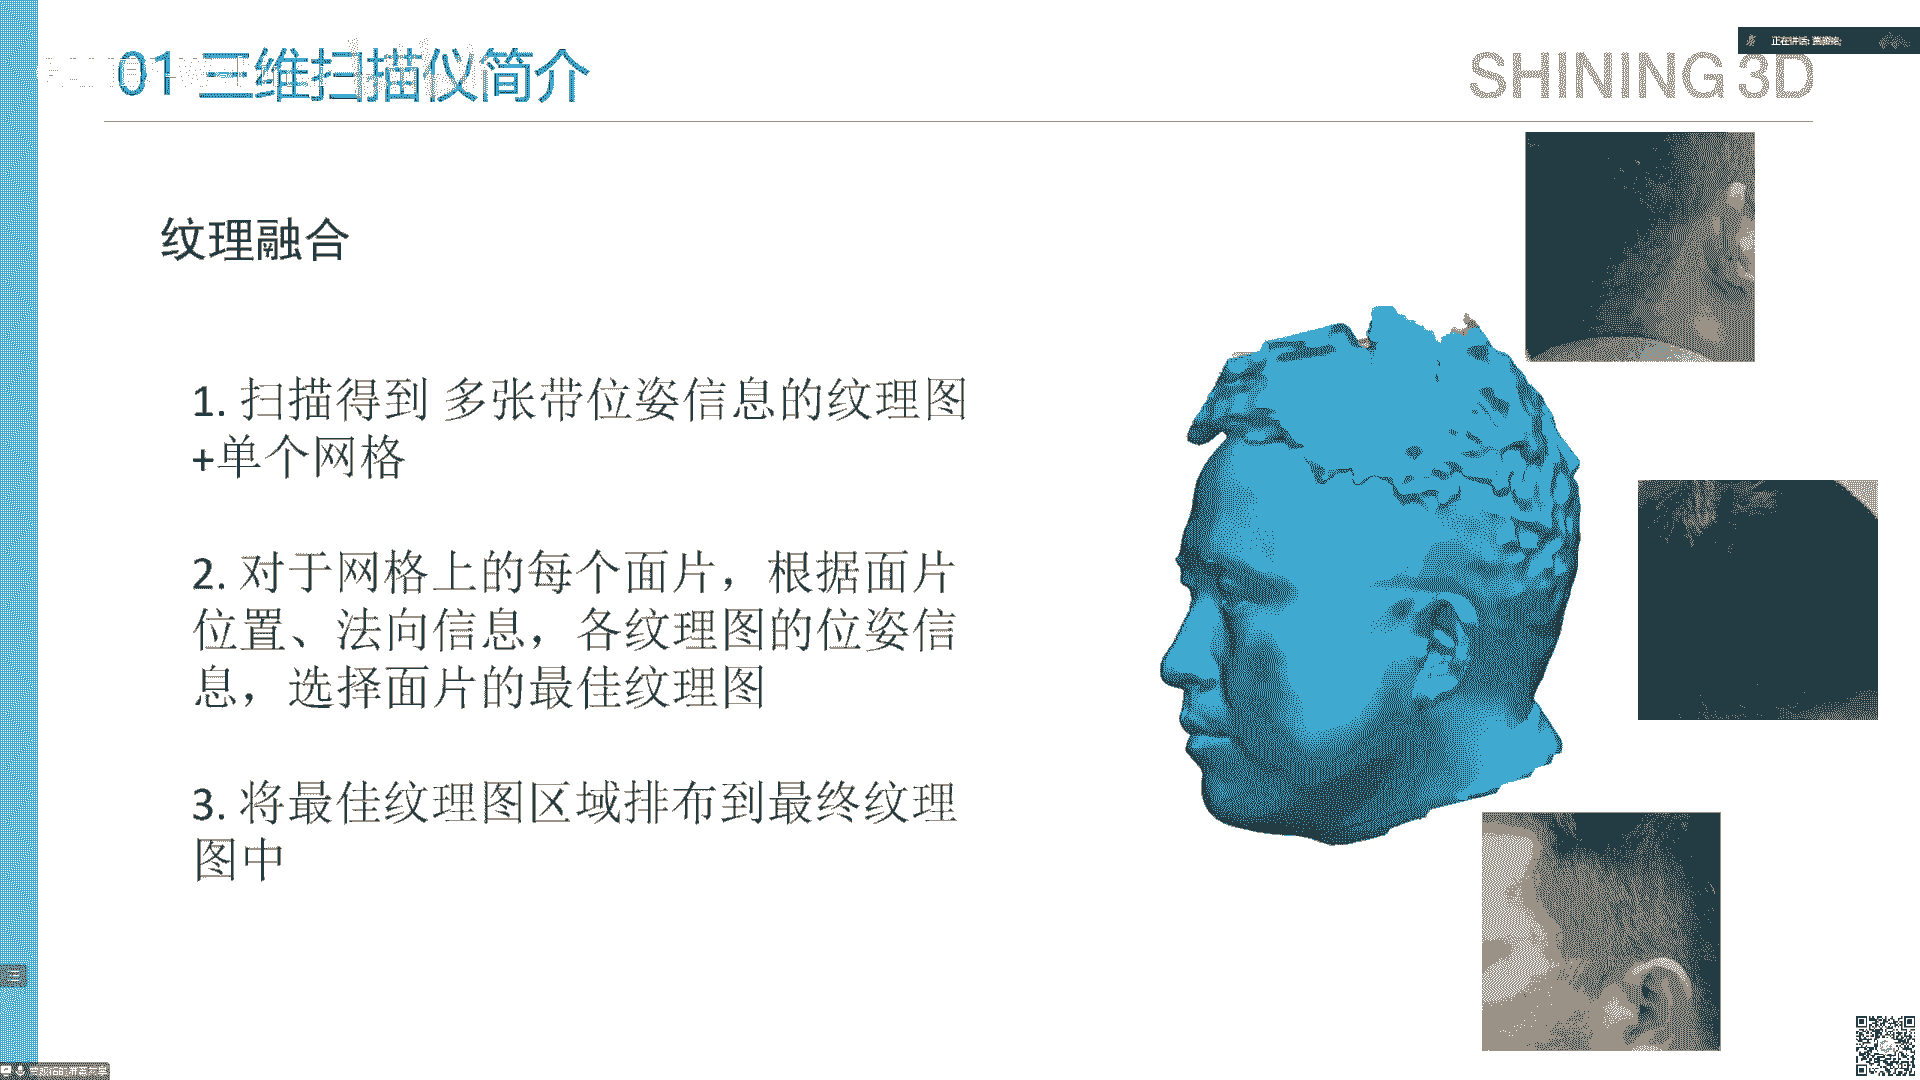 01 三维扫描仪简介
SHINING 3D
纹理融合
1. 扫描得到 多张带位姿信息的纹理图
+单个网格
2. 对于网格上的每个面片，根据面片
位置、法向信息，各纹理图的位姿信
息，选择面片的最佳纹理图
3. 将最佳纹理图区域排布到最终纹理
图中
正在讲话: